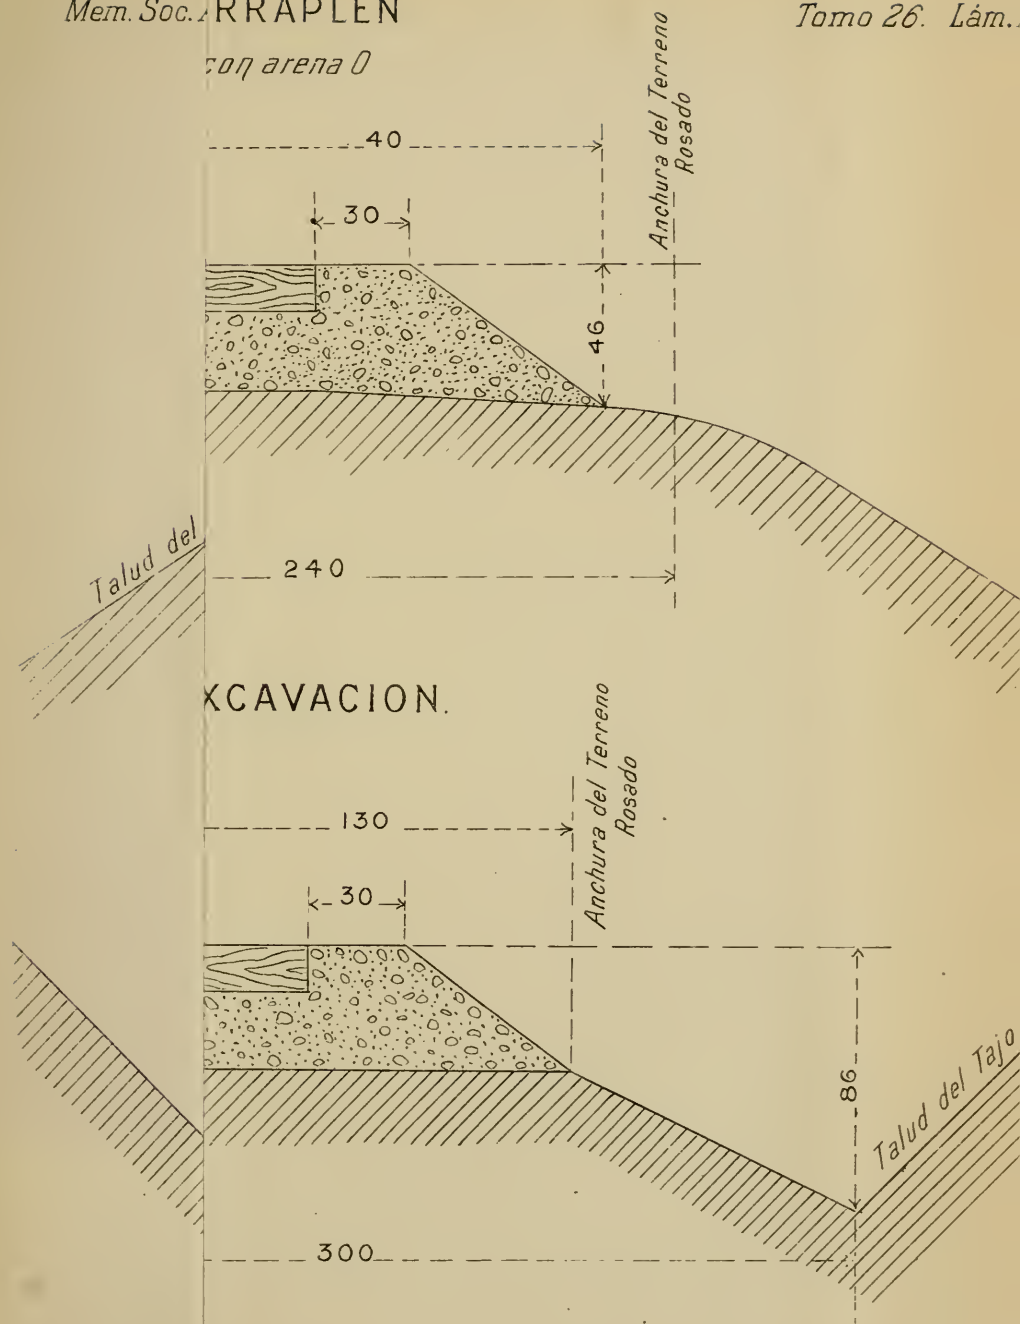 Mem. Soc. RRAPLEN
Tomo 26. Lám.
con arena 0
Anchura del Terreno
Rosado
40
30
46
Talud del
240
XCAVACION.
Anchura del Terreno
Rosado
130
30
86
Talud del Tajo
300